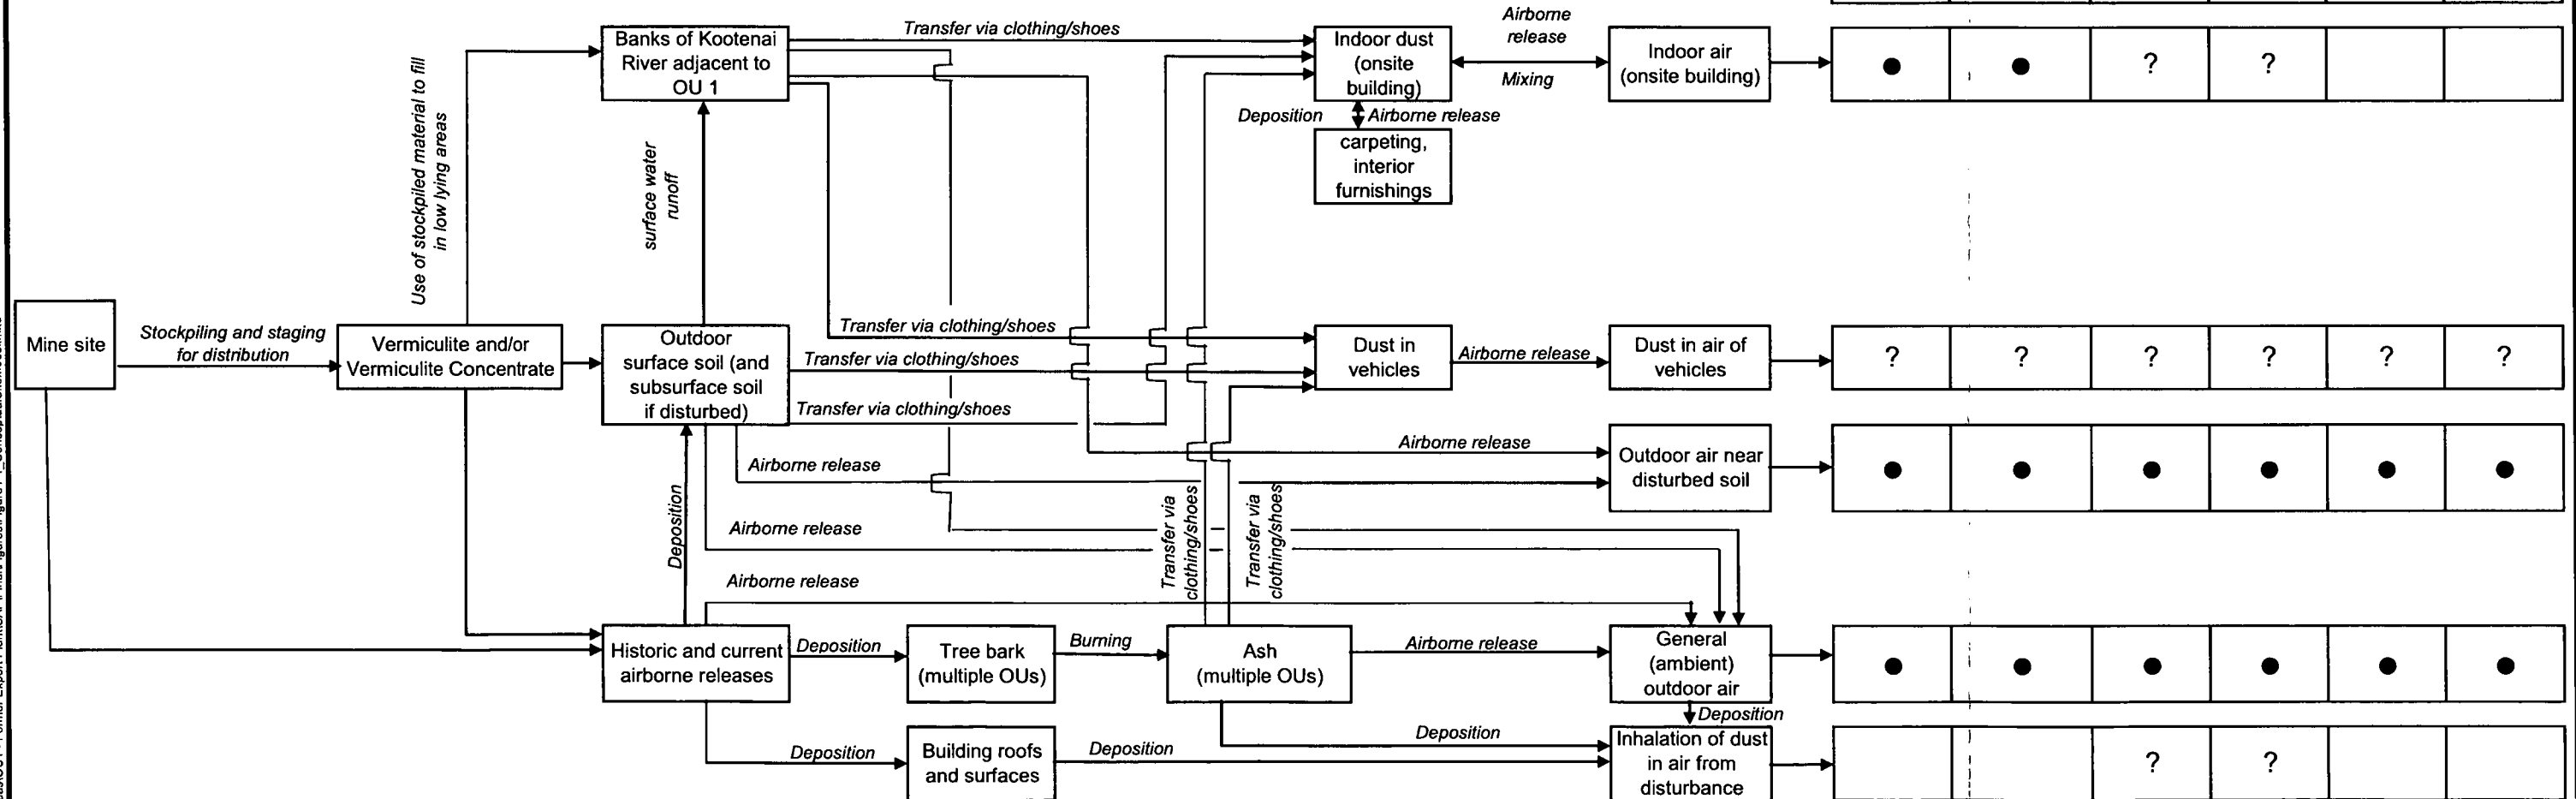 Airborne
release
Transfer via clothing/shoes
Banks of Kootenai
River adjacent to
OU 1
Indoor dust
(onsite
building)
Mixing
Indoor air
(onsite building)
? ?
Deposition
Airborne release
carpeting,
interior
furnishings
Use of stockpiled material to fill
in low lying areas
surface water
runoff
Mine site
Stockpiling and staging
for distribution
Vermiculite and/or
Vermiculite Concentrate
Outdoor
surface soil (and
subsurface soil
if disturbed)
Transfer via clothing/shoes
Transfer via clothing/shoes
Transfer via clothing/shoes
Dust in
vehicles
Airborne release
Dust in air of
vehicles
? ? ? ? ? ?
Airborne release
Airborne release
Outdoor air near
disturbed soil
Deposition
Airborne release
Transfer via
clothing/shoes
Transfer via
clothing/shoes
Airborne release
Historic and current
airborne releases
Deposition
Tree bark
(multiple OUs)
Burning
Ash
(multiple OUs)
Airborne release
General
(ambient)
outdoor air
Deposition
Deposition
Building roofs
and surfaces
Deposition
Deposition
Inhalation of dust
in air from
disturbance
? ?